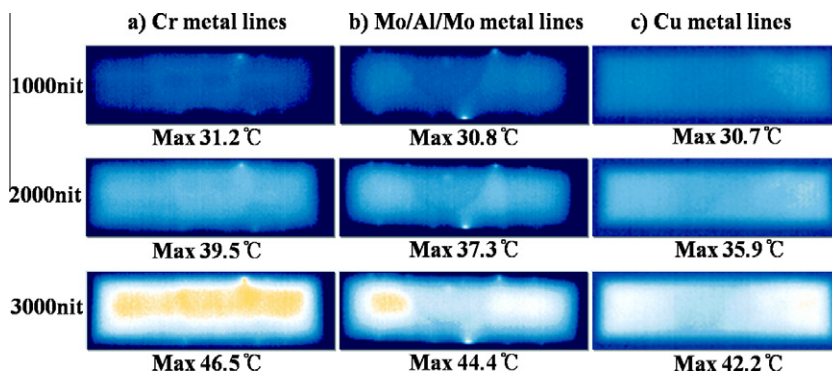 a) Cr metal lines b) Mo/Al/Mo metal lines c) Cu metal lines
1000nit
Max 31.2℃ Max 30.8℃ Max 30.7℃
2000nit
Max 39.5℃ Max 37.3℃ Max 35.9℃
3000nit
Max 46.5℃ Max 44.4℃ Max 42.2℃